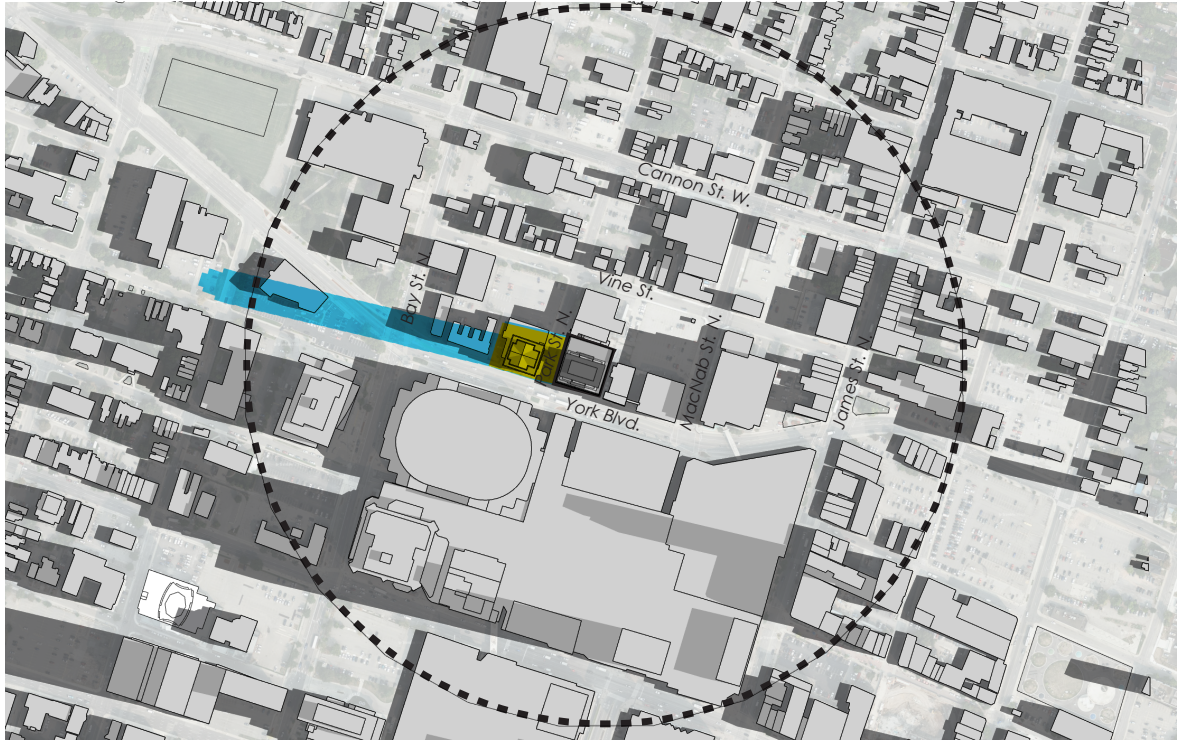 Cannon St. W.
Vine St.
Bay St. N.
Park St. N.
MacNab St. N.
James St. N.
York Blvd.